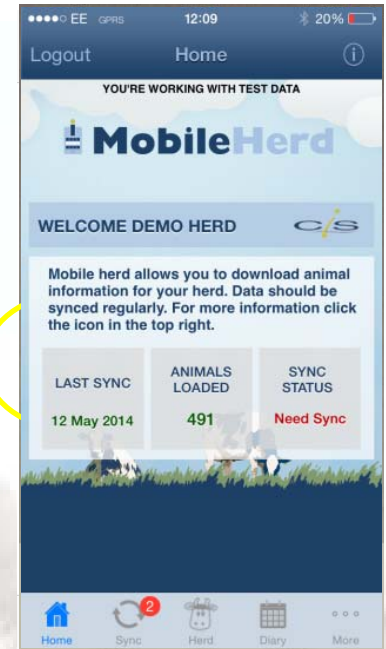 EE GPRS 12:09 20%
Logout Home i
YOU'RE WORKING WITH TEST DATA
MobileHerd
WELCOME DEMO HERD cis
Mobile herd allows you to download animal
information for your herd. Data should be
synced regularly. For more information click
the icon in the top right.
LAST SYNC
12 May 2014
ANIMALS
LOADED
491
SYNC
STATUS
Need Sync
2
Home Sync Herd Diary More